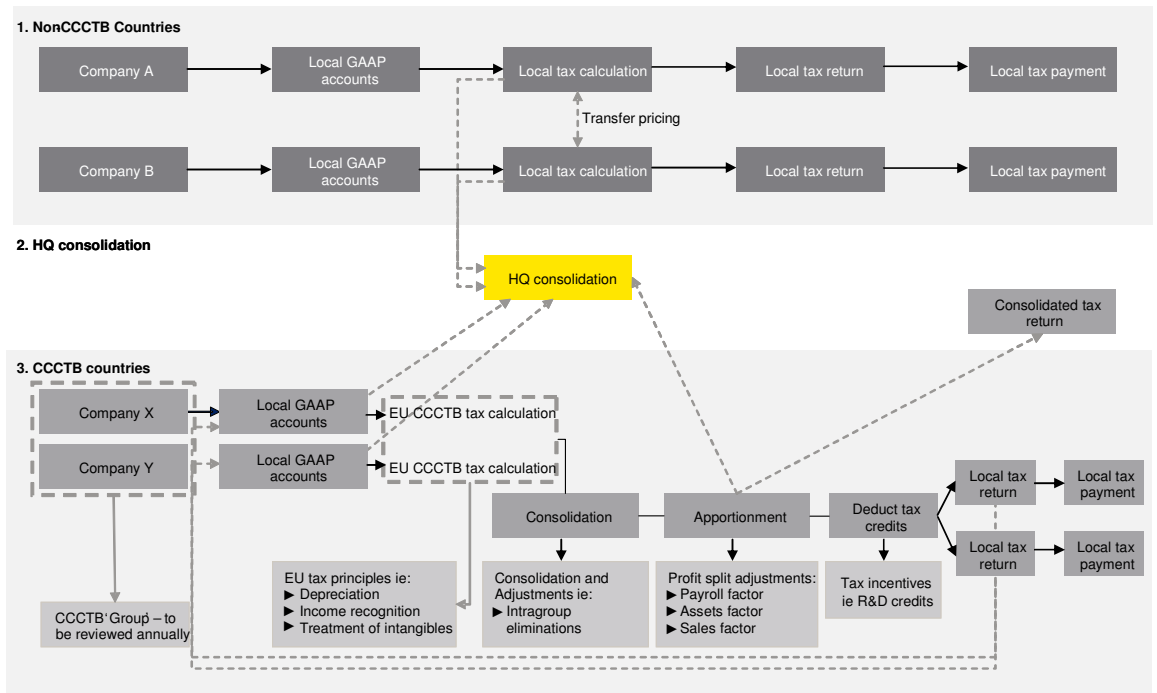 1. NonCCCTB Countries
Company A
Local GAAP
accounts
Local tax calculation
Local tax return
Local tax payment
Transfer pricing
Company B
Local GAAP
accounts
Local tax calculation
Local tax return
Local tax payment
2. HQ consolidation
HQ consolidation
Consolidated tax
return
3. CCCTB countries
Company X
Local GAAP
accounts
EU CCCTB tax calculation
Company Y
Local GAAP
accounts
EU CCCTB tax calculation
Consolidation
Apportionment
Deduct tax
credits
Local tax
return
Local tax
payment
Local tax
return
Local tax
payment
CCCTB‘Group’ – to
be reviewed annually
EU tax principles ie:
► Depreciation
► Income recognition
► Treatment of intangibles
Consolidation and
Adjustments ie:
► Intragroup
eliminations
Profit split adjustments:
► Payroll factor
► Assets factor
► Sales factor
Tax incentives
ie R&D credits